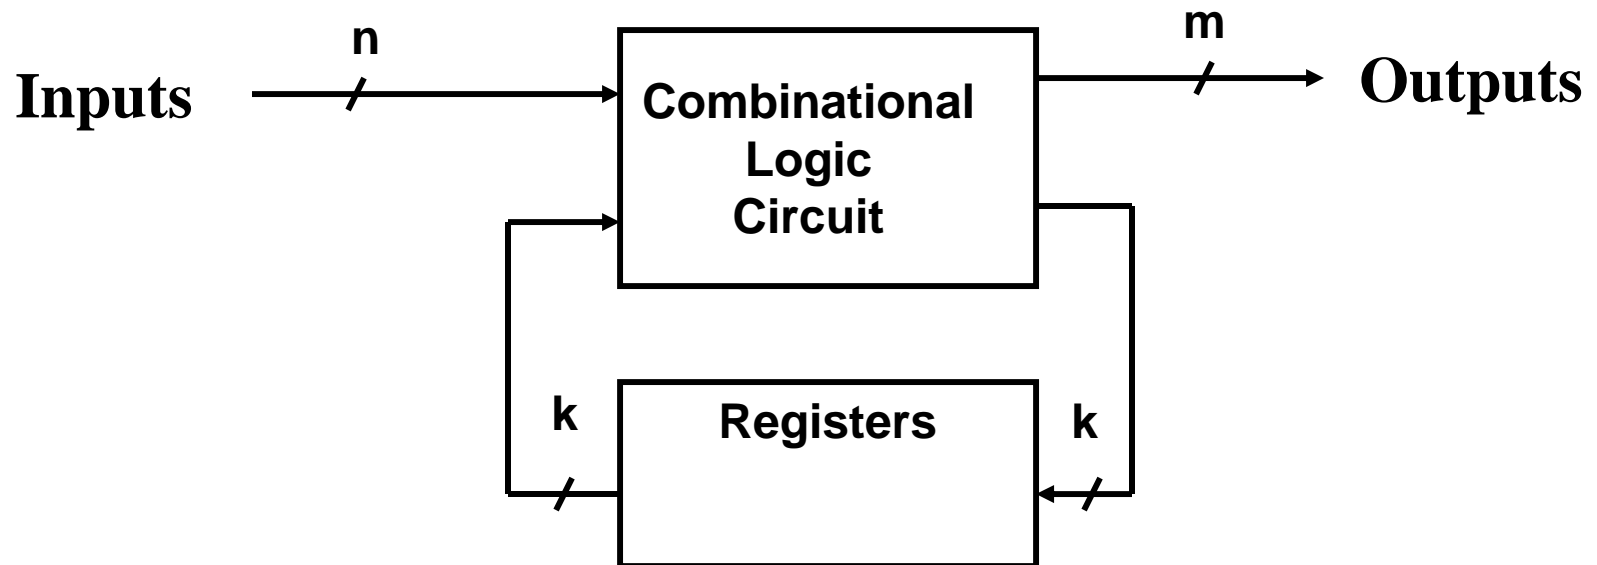 n
m
Inputs
Outputs
Combinational
Logic
Circuit
k
Registers
k